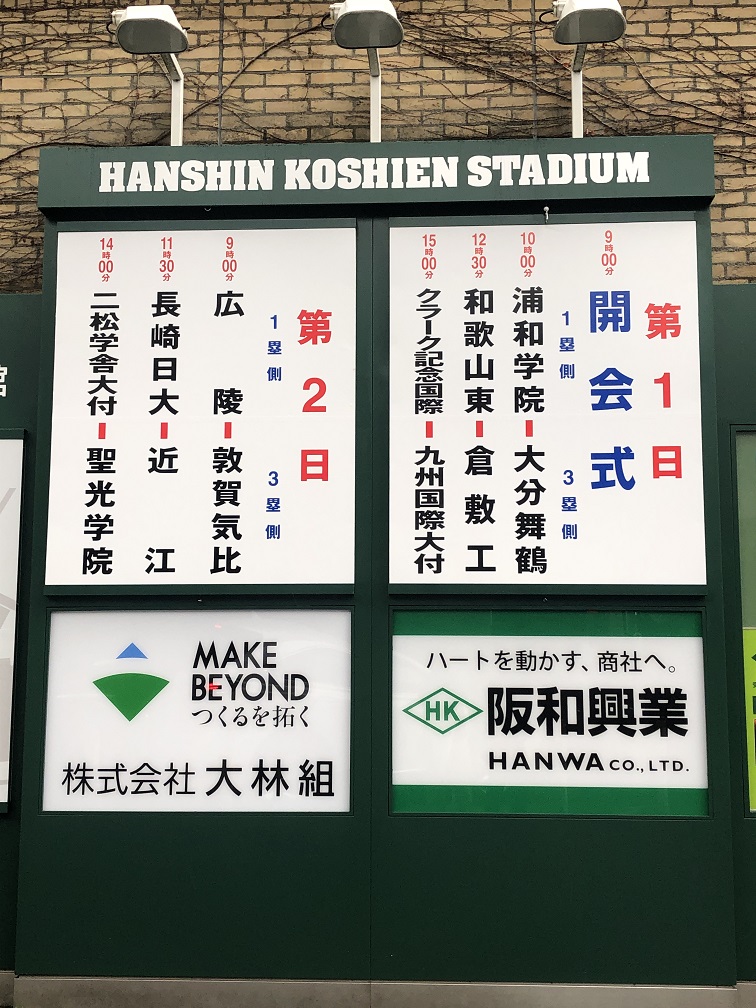 HANSHIN KOSHIEN STADIUM
第1日
9時00分 開会式
1塁側 3塁側
10時00分 浦和学院ー大分舞鶴
12時30分 和歌山東ー倉敷工
15時00分 クラーク記念国際ー九州国際大付
第2日
1塁側 3塁側
9時00分 広陵ー敦賀気比
11時30分 長崎日大ー近江
14時00分 二松学舎大付ー聖光学院
MAKE
BEYOND
つくるを拓く
株式会社 大林組
ハートを動かす、商社へ。
HK 阪和興業
HANWA CO.,LTD.